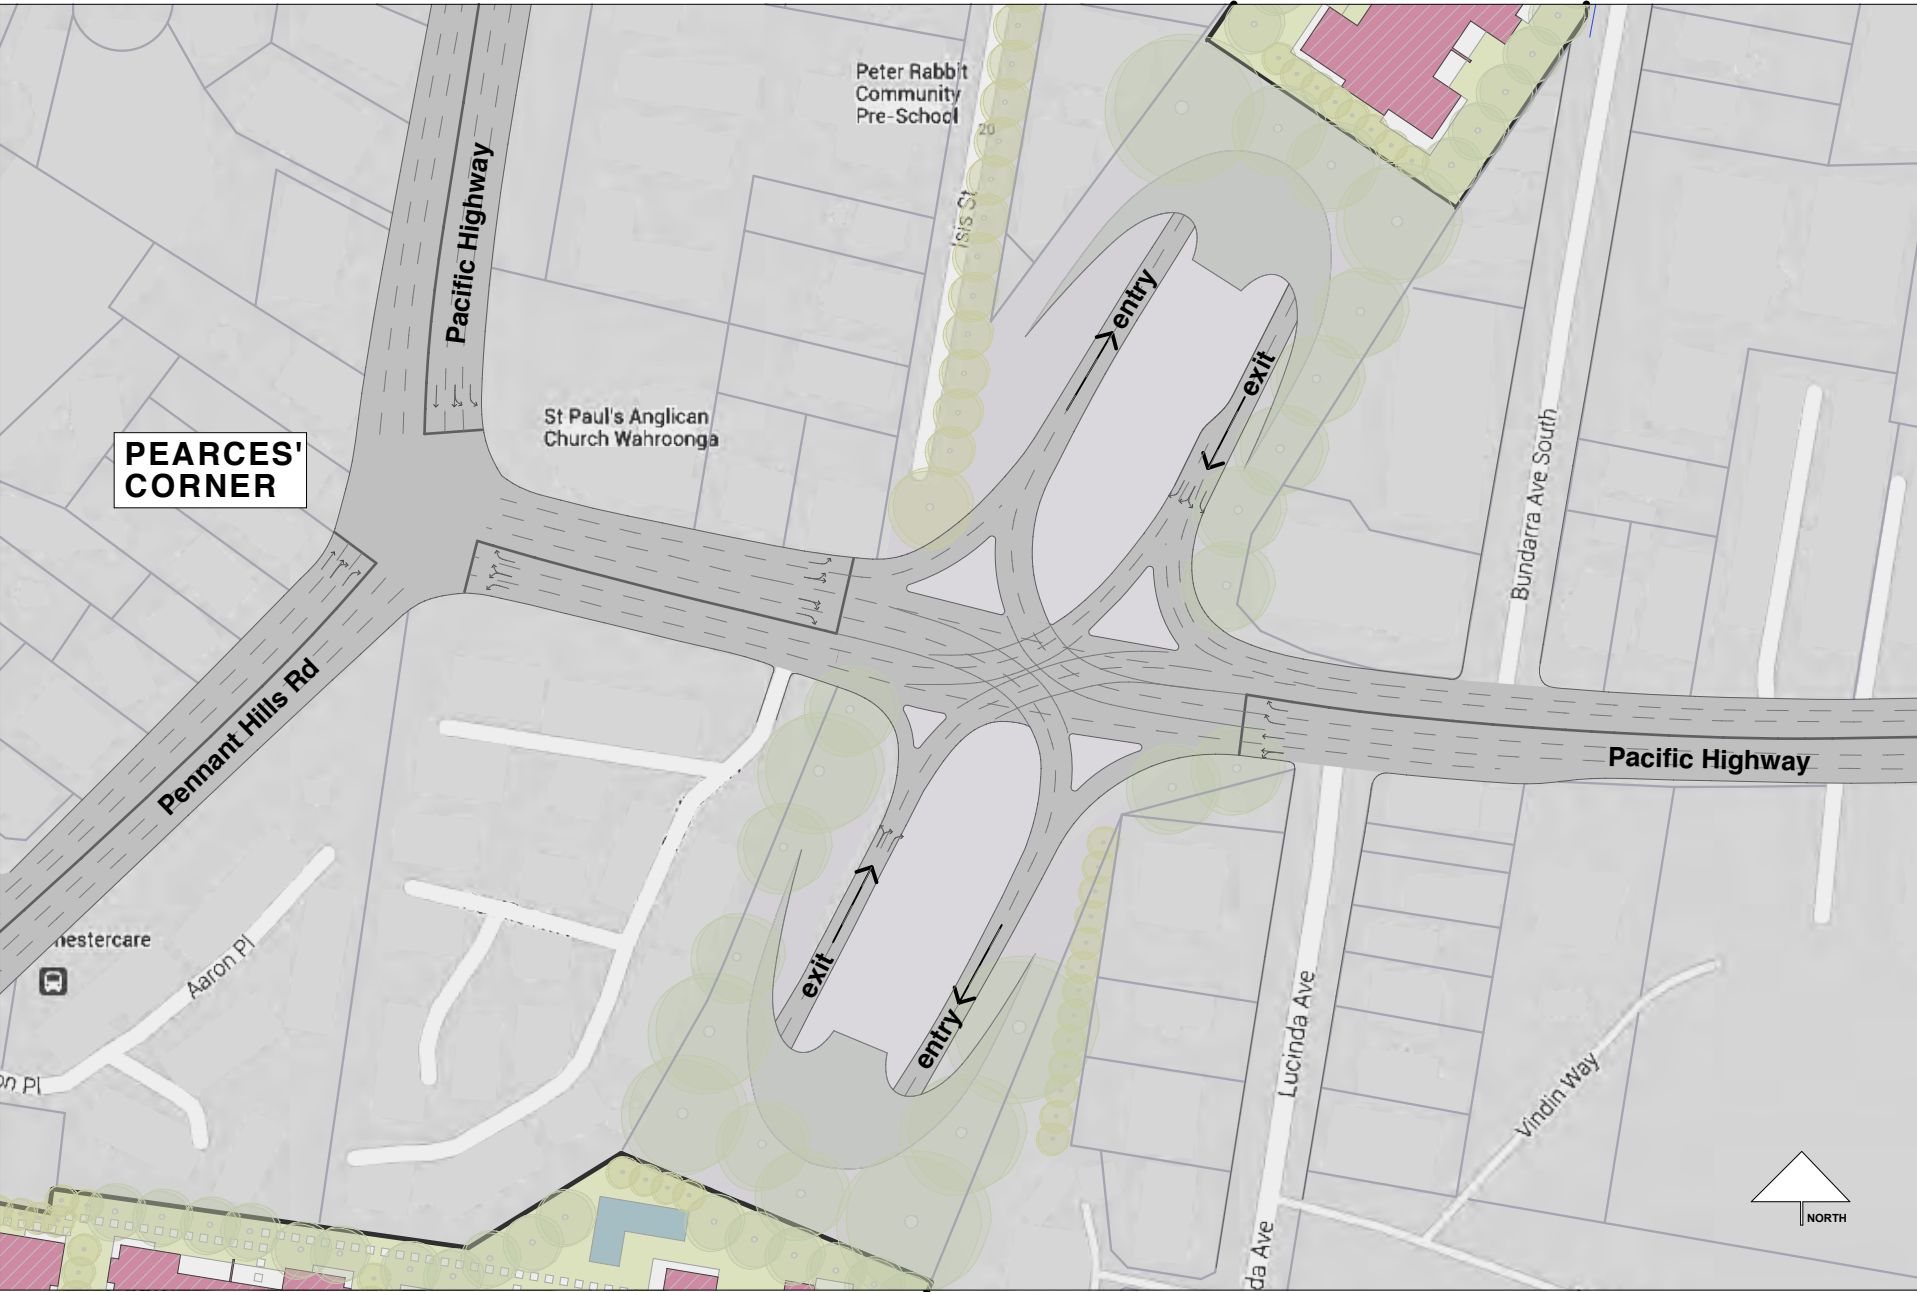 Peter Rabbit
Community
Pre-School
20
Isis St
Pacific Highway
entry
exit
St Paul's Anglican
Church Wahroonga
PEARCES'
CORNER
Bundarra Ave South
Pennant Hills Rd
Pacific Highway
nestercare
Aaron Pl
on Pl
exit
entry
Lucinda Ave
Vindin Way
da Ave
NORTH